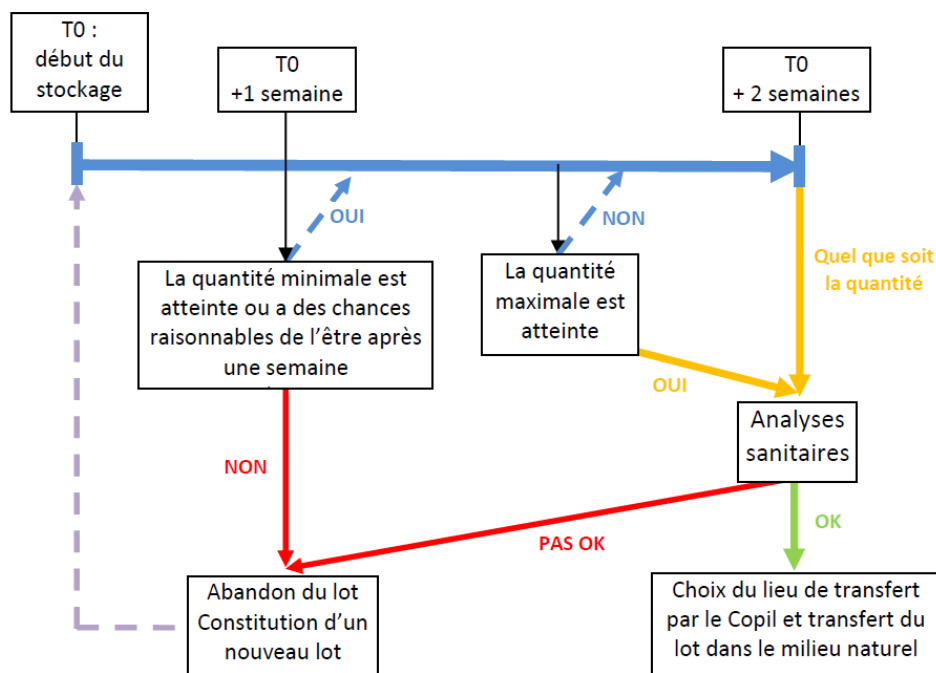 T0 :
début du
stockage
T0
+1 semaine
T0
+ 2 semaines
OUI
NON
Quel que soit
la quantité
La quantité minimale est
atteinte ou a des chances
raisonnables de l’être après
une semaine
La quantité
maximale est
atteinte
OUI
Analyses
sanitaires
NON
PAS OK
OK
Abandon du lot
Constitution d’un
nouveau lot
Choix du lieu de transfert
par le Copil et transfert du
lot dans le milieu naturel